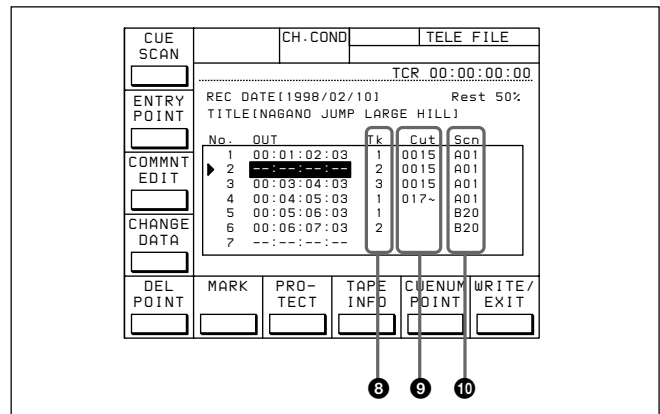 CUE SCAN
CH.COND
TELE FILE
TCR 00:00:00:00
ENTRY POINT
REC DATE[1998/02/10] Rest 50%
TITLE[NAGANO JUMP LARGE HILL]
No. OUT Tk Cut Scn
1 00:01:02:03 1 0015 A01
COMMNT EDIT
2 --:--:--:-- 2 0015 A01
3 00:03:04:03 3 0015 A01
4 00:04:05:03 1 017~ A01
5 00:05:06:03 1 B20
CHANGE DATA
6 00:06:07:03 2 B20
7 --:--:--:--
DEL POINT
MARK
PRO-TECT
TAPE INFO
CUENUM POINT
WRITE/EXIT
8 9 10